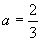 a = 2/3